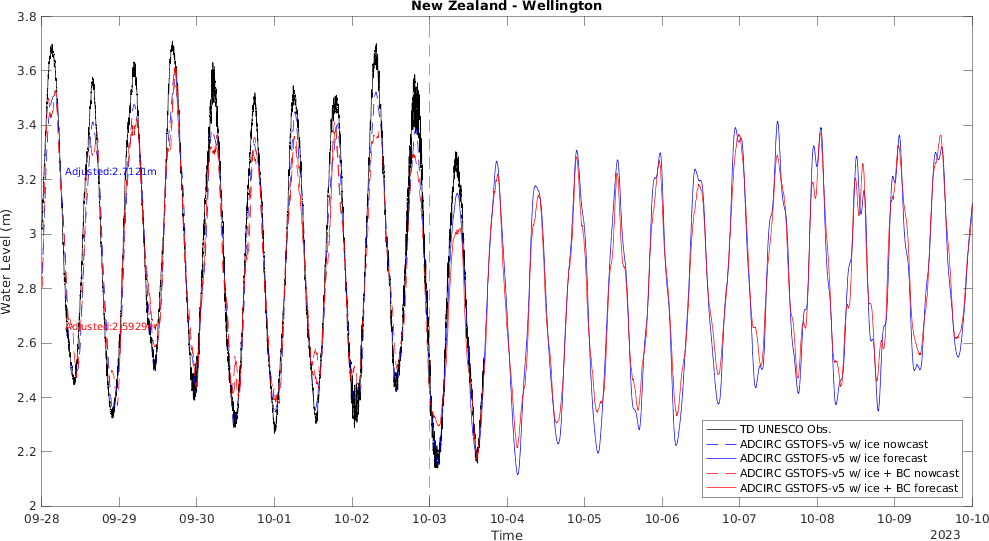 New Zealand - Wellington
3.8
3.6
3.4
3.2
3
2.8
2.6
2.4
2.2
2
Water Level (m)
Adjusted:2.7121m
Adjusted:2.5929m
TD UNESCO Obs.
ADCIRC GSTOFS-v5 w/ ice nowcast
ADCIRC GSTOFS-v5 w/ ice forecast
ADCIRC GSTOFS-v5 w/ ice + BC nowcast
ADCIRC GSTOFS-v5 w/ ice + BC forecast
09-28 09-29 09-30 10-01 10-02 10-03 10-04 10-05 10-06 10-07 10-08 10-09 10-10
Time
2023